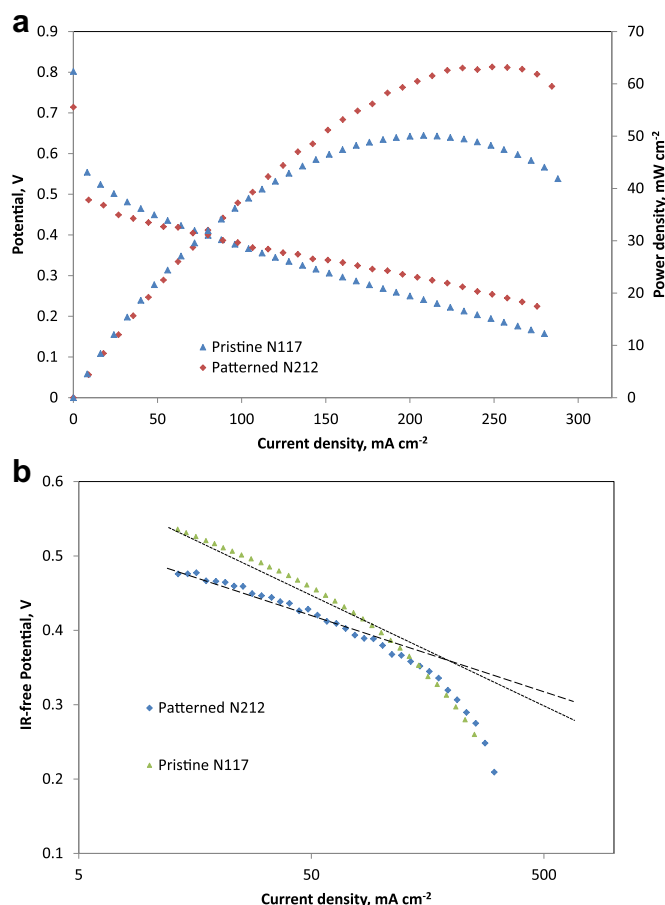 a
0.9
0.8
0.7
0.6
0.5
0.4
0.3
0.2
0.1
0
Potential, V
70
60
50
40
30
20
10
0
Power density, mW cm-2
Pristine N117
Patterned N212
0 50 100 150 200 250 300
Current density, mA cm-2
b
0.6
0.5
0.4
0.3
0.2
0.1
IR-free Potential, V
Patterned N212
Pristine N117
5 50 500
Current density, mA cm-2